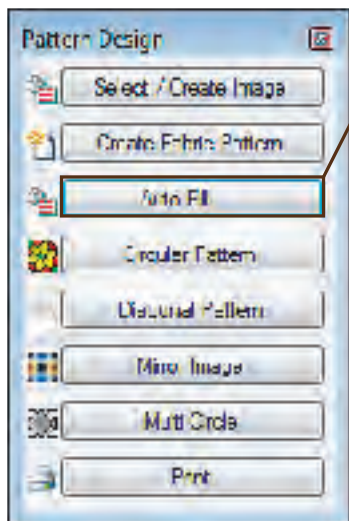 Pattern Design
Select / Create Image
Create Fabric Pattern
Auto Fill
Circular Pattern
Diagonal Pattern
Mirror Image
Multi Circle
Print